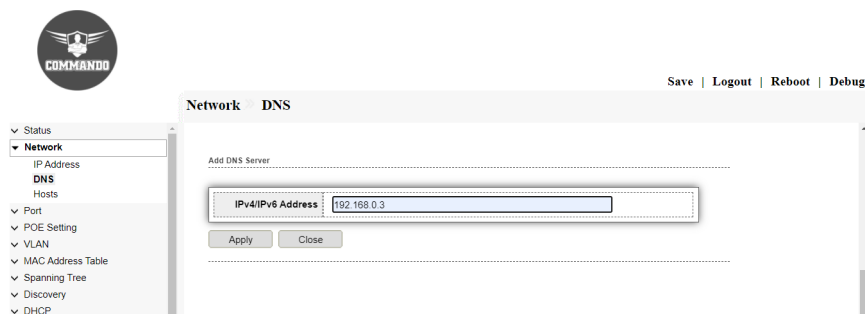 COMMANDO
Save | Logout | Reboot | Debug
Network » DNS
Status
Network
IP Address
DNS
Hosts
Port
POE Setting
VLAN
MAC Address Table
Spanning Tree
Discovery
DHCP
Add DNS Server
IPv4/IPv6 Address 192.168.0.3
Apply Close